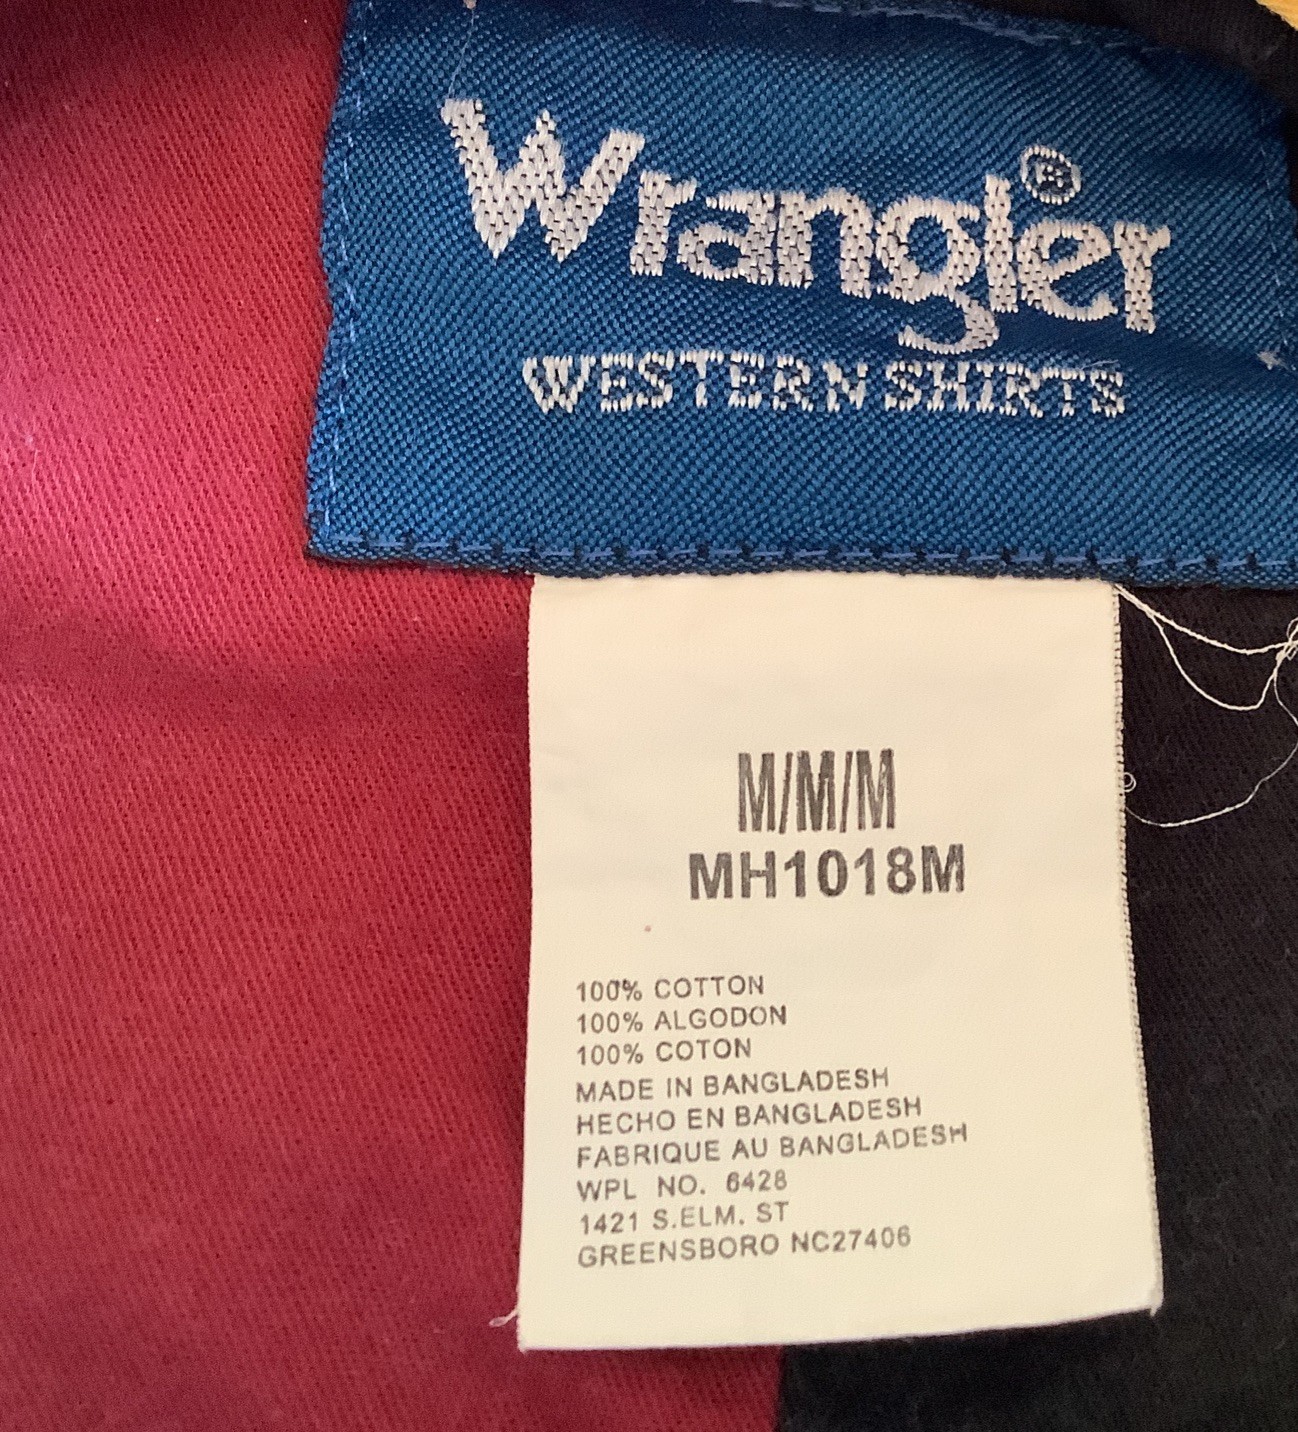 Wrangler®
WESTERN SHIRTS
M/M/M
MH1018M
100% COTTON
100% ALGODON
100% COTON
MADE IN BANGLADESH
HECHO EN BANGLADESH
FABRIQUE AU BANGLADESH
WPL NO. 6428
1421 S.ELM. ST
GREENSBORO NC27406